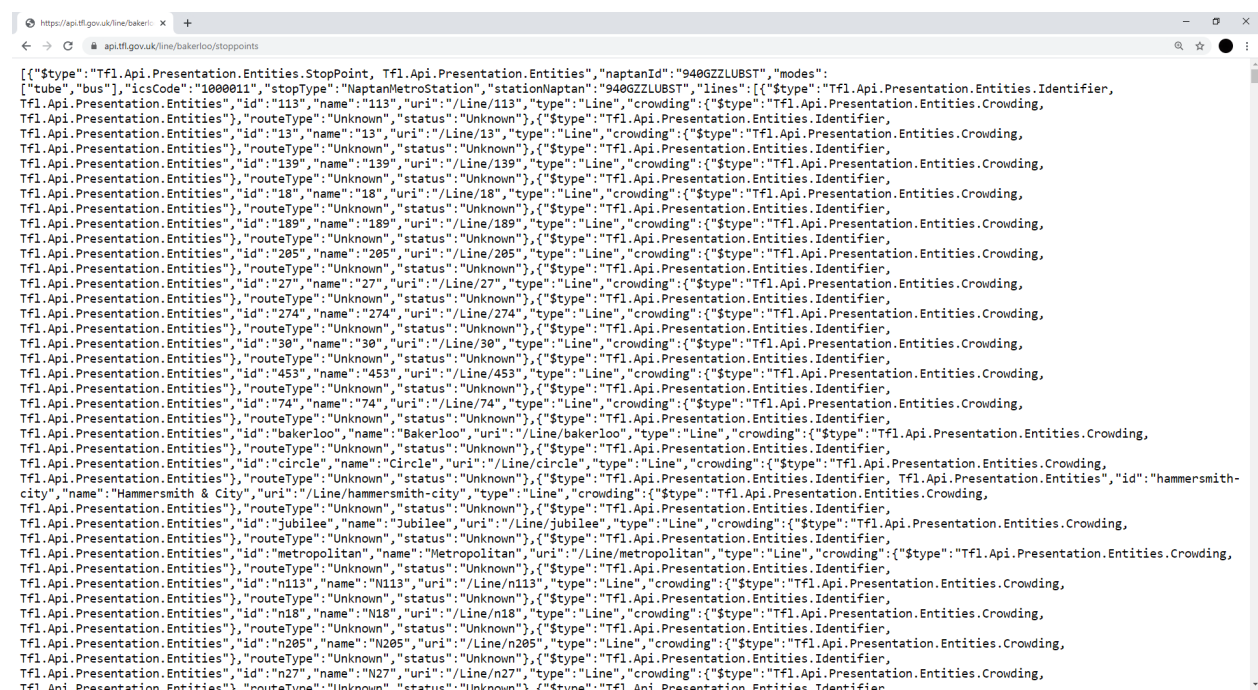 https://api.tfl.gov.uk/line/bakerlo
api.tfl.gov.uk/line/bakerloo/stoppoints
[{"$type":"Tfl.Api.Presentation.Entities.StopPoint, Tfl.Api.Presentation.Entities","naptanId":"940GZZLUBST","modes":
["tube","bus"],"icsCode":"1000011","stopType":"NaptanMetroStation","stationNaptan":"940GZZLUBST","lines":[{"$type":"Tfl.Api.Presentation.Entities.Identifier,
Tfl.Api.Presentation.Entities","id":"113","name":"113","uri":"/Line/113","type":"Line","crowding":{"$type":"Tfl.Api.Presentation.Entities.Crowding,
Tfl.Api.Presentation.Entities"},"routeType":"Unknown","status":"Unknown"},{"$type":"Tfl.Api.Presentation.Entities.Identifier,
Tfl.Api.Presentation.Entities","id":"13","name":"13","uri":"/Line/13","type":"Line","crowding":{"$type":"Tfl.Api.Presentation.Entities.Crowding,
Tfl.Api.Presentation.Entities"},"routeType":"Unknown","status":"Unknown"},{"$type":"Tfl.Api.Presentation.Entities.Identifier,
Tfl.Api.Presentation.Entities","id":"139","name":"139","uri":"/Line/139","type":"Line","crowding":{"$type":"Tfl.Api.Presentation.Entities.Crowding,
Tfl.Api.Presentation.Entities"},"routeType":"Unknown","status":"Unknown"},{"$type":"Tfl.Api.Presentation.Entities.Identifier,
Tfl.Api.Presentation.Entities","id":"18","name":"18","uri":"/Line/18","type":"Line","crowding":{"$type":"Tfl.Api.Presentation.Entities.Crowding,
Tfl.Api.Presentation.Entities"},"routeType":"Unknown","status":"Unknown"},{"$type":"Tfl.Api.Presentation.Entities.Identifier,
Tfl.Api.Presentation.Entities","id":"189","name":"189","uri":"/Line/189","type":"Line","crowding":{"$type":"Tfl.Api.Presentation.Entities.Crowding,
Tfl.Api.Presentation.Entities"},"routeType":"Unknown","status":"Unknown"},{"$type":"Tfl.Api.Presentation.Entities.Identifier,
Tfl.Api.Presentation.Entities","id":"205","name":"205","uri":"/Line/205","type":"Line","crowding":{"$type":"Tfl.Api.Presentation.Entities.Crowding,
Tfl.Api.Presentation.Entities"},"routeType":"Unknown","status":"Unknown"},{"$type":"Tfl.Api.Presentation.Entities.Identifier,
Tfl.Api.Presentation.Entities","id":"27","name":"27","uri":"/Line/27","type":"Line","crowding":{"$type":"Tfl.Api.Presentation.Entities.Crowding,
Tfl.Api.Presentation.Entities"},"routeType":"Unknown","status":"Unknown"},{"$type":"Tfl.Api.Presentation.Entities.Identifier,
Tfl.Api.Presentation.Entities","id":"274","name":"274","uri":"/Line/274","type":"Line","crowding":{"$type":"Tfl.Api.Presentation.Entities.Crowding,
Tfl.Api.Presentation.Entities"},"routeType":"Unknown","status":"Unknown"},{"$type":"Tfl.Api.Presentation.Entities.Identifier,
Tfl.Api.Presentation.Entities","id":"30","name":"30","uri":"/Line/30","type":"Line","crowding":{"$type":"Tfl.Api.Presentation.Entities.Crowding,
Tfl.Api.Presentation.Entities"},"routeType":"Unknown","status":"Unknown"},{"$type":"Tfl.Api.Presentation.Entities.Identifier,
Tfl.Api.Presentation.Entities","id":"453","name":"453","uri":"/Line/453","type":"Line","crowding":{"$type":"Tfl.Api.Presentation.Entities.Crowding,
Tfl.Api.Presentation.Entities"},"routeType":"Unknown","status":"Unknown"},{"$type":"Tfl.Api.Presentation.Entities.Identifier,
Tfl.Api.Presentation.Entities","id":"74","name":"74","uri":"/Line/74","type":"Line","crowding":{"$type":"Tfl.Api.Presentation.Entities.Crowding,
Tfl.Api.Presentation.Entities"},"routeType":"Unknown","status":"Unknown"},{"$type":"Tfl.Api.Presentation.Entities.Identifier,
Tfl.Api.Presentation.Entities","id":"bakerloo","name":"Bakerloo","uri":"/Line/bakerloo","type":"Line","crowding":{"$type":"Tfl.Api.Presentation.Entities.Crowding,
Tfl.Api.Presentation.Entities"},"routeType":"Unknown","status":"Unknown"},{"$type":"Tfl.Api.Presentation.Entities.Identifier,
Tfl.Api.Presentation.Entities","id":"circle","name":"Circle","uri":"/Line/circle","type":"Line","crowding":{"$type":"Tfl.Api.Presentation.Entities.Crowding,
Tfl.Api.Presentation.Entities"},"routeType":"Unknown","status":"Unknown"},{"$type":"Tfl.Api.Presentation.Entities.Identifier, Tfl.Api.Presentation.Entities","id":"hammersmith-
city","name":"Hammersmith & City","uri":"/Line/hammersmith-city","type":"Line","crowding":{"$type":"Tfl.Api.Presentation.Entities.Crowding,
Tfl.Api.Presentation.Entities"},"routeType":"Unknown","status":"Unknown"},{"$type":"Tfl.Api.Presentation.Entities.Identifier,
Tfl.Api.Presentation.Entities","id":"jubilee","name":"Jubilee","uri":"/Line/jubilee","type":"Line","crowding":{"$type":"Tfl.Api.Presentation.Entities.Crowding,
Tfl.Api.Presentation.Entities"},"routeType":"Unknown","status":"Unknown"},{"$type":"Tfl.Api.Presentation.Entities.Identifier,
Tfl.Api.Presentation.Entities","id":"metropolitan","name":"Metropolitan","uri":"/Line/metropolitan","type":"Line","crowding":{"$type":"Tfl.Api.Presentation.Entities.Crowding,
Tfl.Api.Presentation.Entities"},"routeType":"Unknown","status":"Unknown"},{"$type":"Tfl.Api.Presentation.Entities.Identifier,
Tfl.Api.Presentation.Entities","id":"n113","name":"N113","uri":"/Line/n113","type":"Line","crowding":{"$type":"Tfl.Api.Presentation.Entities.Crowding,
Tfl.Api.Presentation.Entities"},"routeType":"Unknown","status":"Unknown"},{"$type":"Tfl.Api.Presentation.Entities.Identifier,
Tfl.Api.Presentation.Entities","id":"n18","name":"N18","uri":"/Line/n18","type":"Line","crowding":{"$type":"Tfl.Api.Presentation.Entities.Crowding,
Tfl.Api.Presentation.Entities"},"routeType":"Unknown","status":"Unknown"},{"$type":"Tfl.Api.Presentation.Entities.Identifier,
Tfl.Api.Presentation.Entities","id":"n205","name":"N205","uri":"/Line/n205","type":"Line","crowding":{"$type":"Tfl.Api.Presentation.Entities.Crowding,
Tfl.Api.Presentation.Entities"},"routeType":"Unknown","status":"Unknown"},{"$type":"Tfl.Api.Presentation.Entities.Identifier,
Tfl.Api.Presentation.Entities","id":"n27","name":"N27","uri":"/Line/n27","type":"Line","crowding":{"$type":"Tfl.Api.Presentation.Entities.Crowding,
Tfl.Api.Presentation.Entities"},"routeType":"Unknown","status":"Unknown"},{"$type":"Tfl.Api.Presentation.Entities.Identifier,